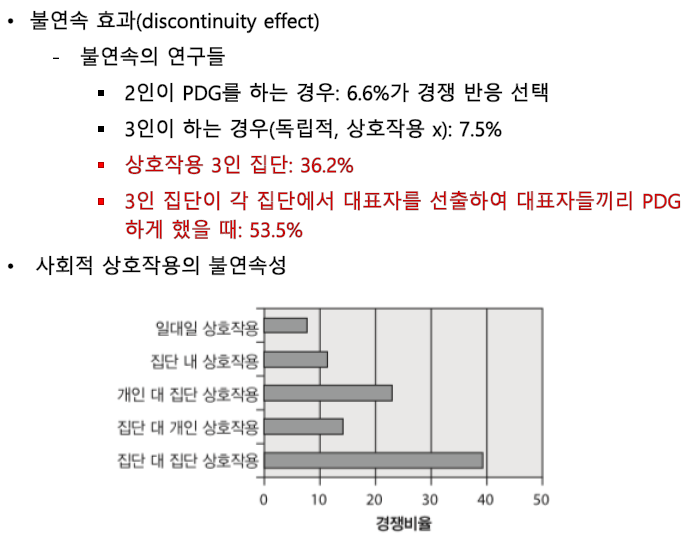 • 불연속 효과(discontinuity effect)
- 불연속의 연구들
▪ 2인이 PDG를 하는 경우: 6.6%가 경쟁 반응 선택
▪ 3인이 하는 경우(독립적, 상호작용 x): 7.5%
▪ 상호작용 3인 집단: 36.2%
▪ 3인 집단이 각 집단에서 대표자를 선출하여 대표자들끼리 PDG
하게 했을 때: 53.5%
• 사회적 상호작용의 불연속성
일대일 상호작용
집단 내 상호작용
개인 대 집단 상호작용
집단 대 개인 상호작용
집단 대 집단 상호작용
0 10 20 30 40 50
경쟁비율